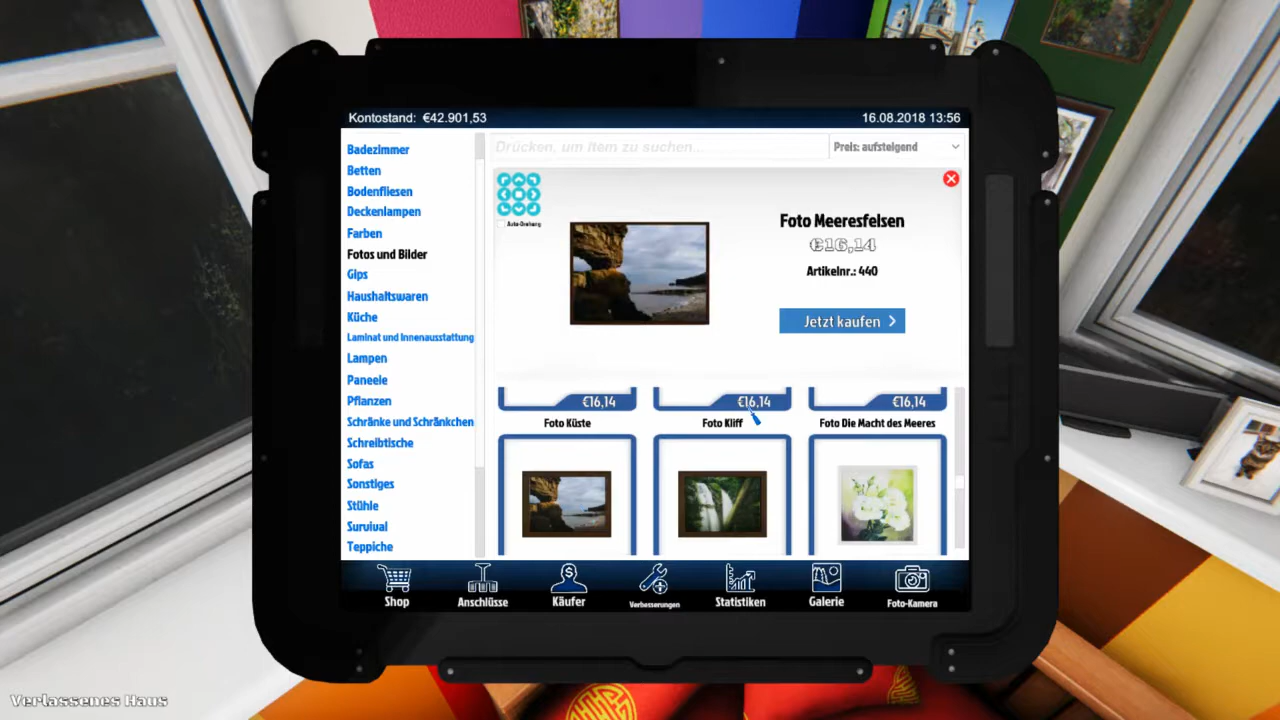 Kontostand: €42.901,53
16.08.2018 13:56
Badezimmer
Betten
Bodenfliesen
Deckenlampen
Farben
Fotos und Bilder
Gips
Haushaltswaren
Küche
Laminat und Innenausstattung
Lampen
Paneele
Pflanzen
Schränke und Schränkchen
Schreibtische
Sofas
Sonstiges
Stühle
Survival
Teppiche
Drücken, um Item zu suchen...
Preis: aufsteigend
Auto-Drehung
Foto Meeresfelsen
€16,14
Artikelnr.: 440
Jetzt kaufen
€16,14
€16,14
€16,14
Foto Küste
Foto Kliff
Foto Die Macht des Meeres
Shop
Anschlüsse
Käufer
Verbesserungen
Statistiken
Galerie
Foto-Kamera
Verlassenes Haus